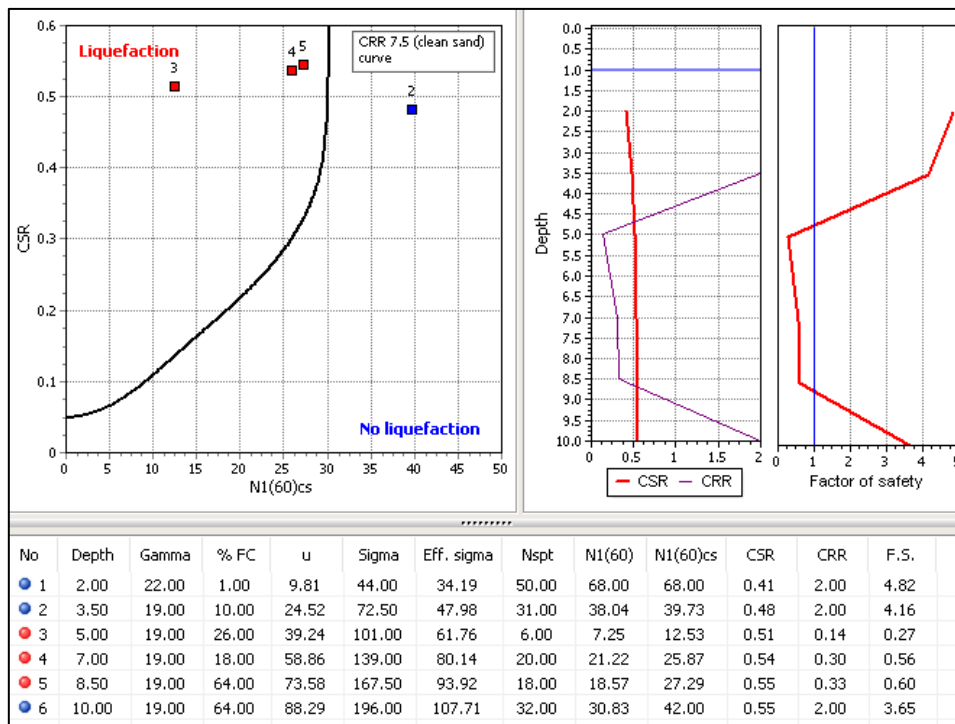 Liquefaction
CRR 7.5 (clean sand)
curve
3
4
5
2
No liquefaction
CSR
0.6
0.5
0.4
0.3
0.2
0.1
0
0 5 10 15 20 25 30 35 40 45 50
N1(60)cs
Depth
0.0
0.5
1.0
1.5
2.0
2.5
3.0
3.5
4.0
4.5
5.0
5.5
6.0
6.5
7.0
7.5
8.0
8.5
9.0
9.5
10.0
0 0.5 1 1.5 2
CSR CRR
0 1 2 3 4 5
Factor of safety
No Depth Gamma % FC u Sigma Eff. sigma Nspt N1(60) N1(60)cs CSR CRR F.S.
1 2.00 22.00 1.00 9.81 44.00 34.19 50.00 68.00 68.00 0.41 2.00 4.82
2 3.50 19.00 10.00 24.52 72.50 47.98 31.00 38.04 39.73 0.48 2.00 4.16
3 5.00 19.00 26.00 39.24 101.00 61.76 6.00 7.25 12.53 0.51 0.14 0.27
4 7.00 19.00 18.00 58.86 139.00 80.14 20.00 21.22 25.87 0.54 0.30 0.56
5 8.50 19.00 64.00 73.58 167.50 93.92 18.00 18.57 27.29 0.55 0.33 0.60
6 10.00 19.00 64.00 88.29 196.00 107.71 32.00 30.83 42.00 0.55 2.00 3.65